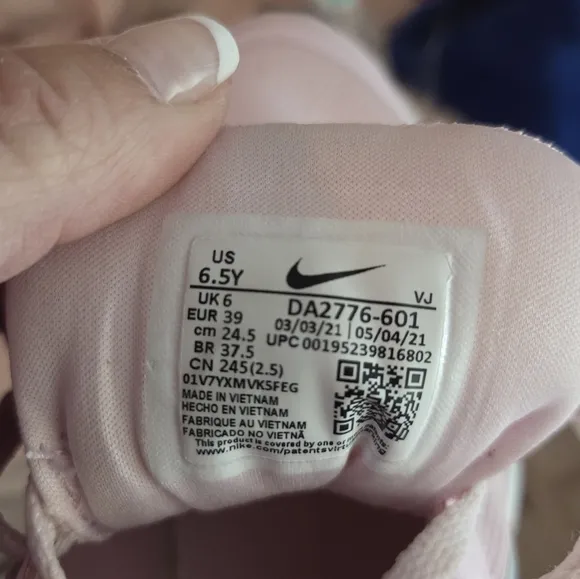 US
6.5Y
VJ
UK 6
DA2776-601
EUR 39
03/03/21 | 05/04/21
cm 24.5
UPC 00195239816802
BR 37.5
CN 245(2.5)
01V7YXMVK5FEG
MADE IN VIETNAM
HECHO EN VIETNAM
FABRIQUE AU VIETNAM
FABRICADO NO VIETNÃ
This product is covered by one or
www.nike.com/patents